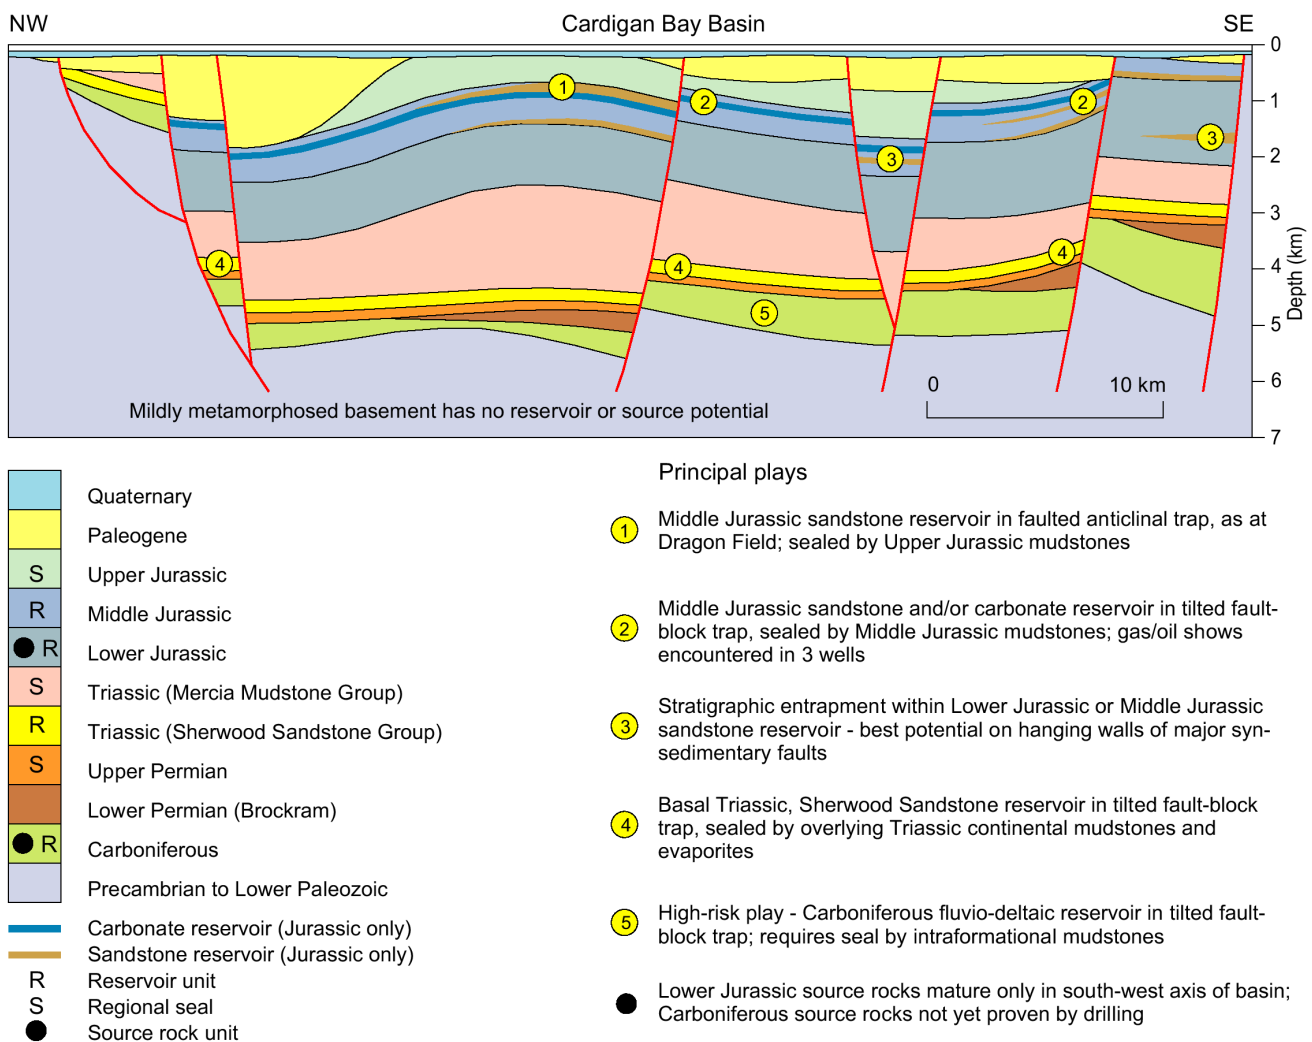 NW
Cardigan Bay Basin
SE
0
1
2
3
4
5
6
7
Depth (km)
1
2
2
3
3
4
4
4
5
0 10 km
Mildly metamorphosed basement has no reservoir or source potential
Quaternary
Paleogene
S Upper Jurassic
R Middle Jurassic
R Lower Jurassic
S Triassic (Mercia Mudstone Group)
R Triassic (Sherwood Sandstone Group)
S Upper Permian
Lower Permian (Brockram)
R Carboniferous
Precambrian to Lower Paleozoic
Carbonate reservoir (Jurassic only)
Sandstone reservoir (Jurassic only)
R Reservoir unit
S Regional seal
Source rock unit
Principal plays
1 Middle Jurassic sandstone reservoir in faulted anticlinal trap, as at
Dragon Field; sealed by Upper Jurassic mudstones
2 Middle Jurassic sandstone and/or carbonate reservoir in tilted fault-
block trap, sealed by Middle Jurassic mudstones; gas/oil shows
encountered in 3 wells
3 Stratigraphic entrapment within Lower Jurassic or Middle Jurassic
sandstone reservoir - best potential on hanging walls of major syn-
sedimentary faults
4 Basal Triassic, Sherwood Sandstone reservoir in tilted fault-block
trap, sealed by overlying Triassic continental mudstones and
evaporites
5 High-risk play - Carboniferous fluvio-deltaic reservoir in tilted fault-
block trap; requires seal by intraformational mudstones
Lower Jurassic source rocks mature only in south-west axis of basin;
Carboniferous source rocks not yet proven by drilling